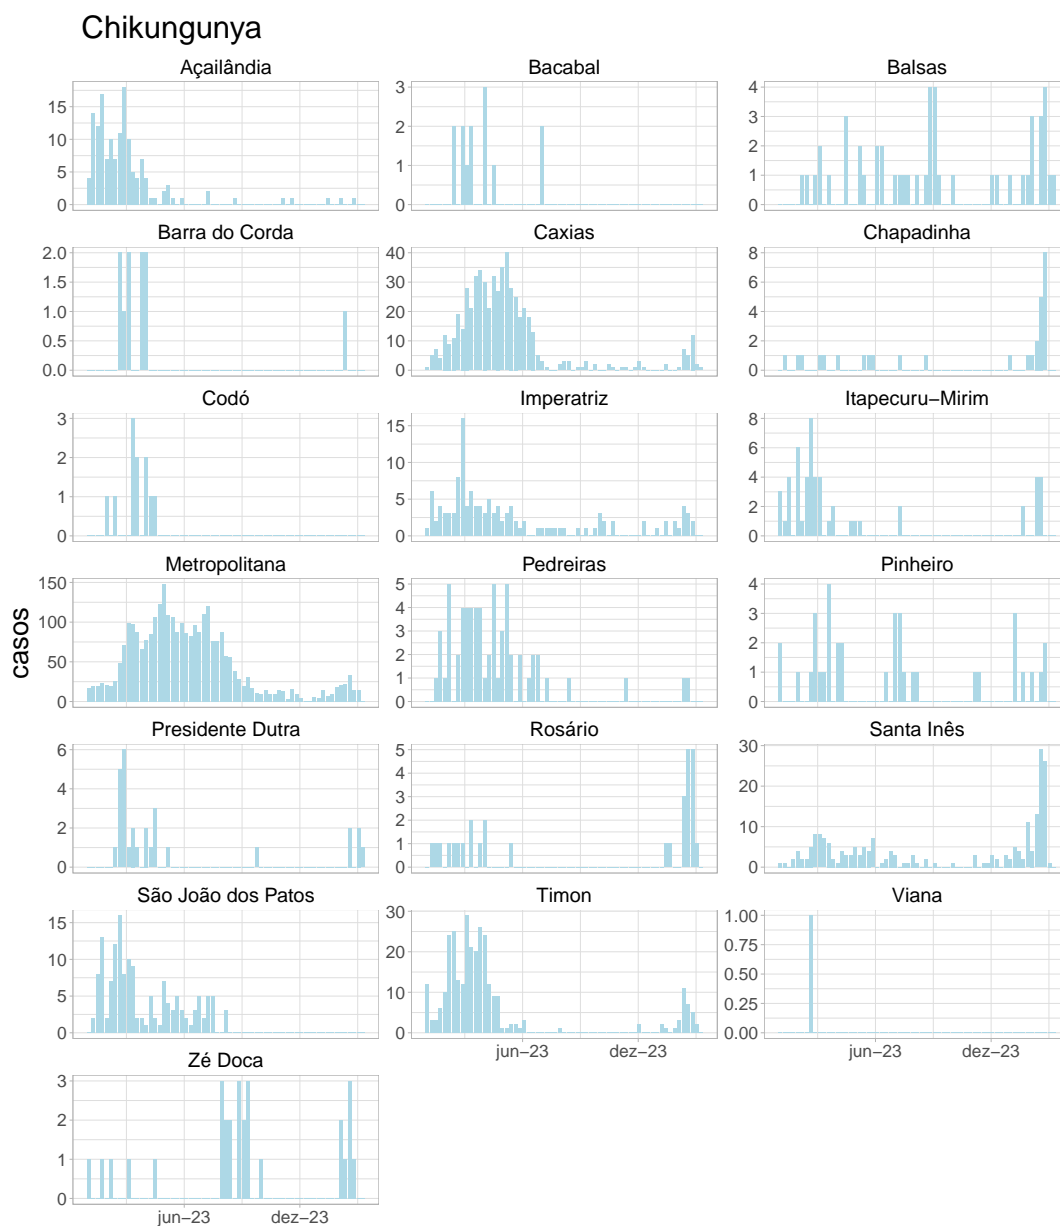 Chikungunya
Açailândia Bacabal Balsas
15 3 4
10 2 3
5 1 2
0 0 1
0
Barra do Corda Caxias Chapadinha
2.0 40 8
1.5 30 6
1.0 20 4
0.5 10 2
0.0 0 0
Codó Imperatriz Itapecuru−Mirim
3 15 8
2 10 6
1 5 4
0 0 2
0
Metropolitana Pedreiras Pinheiro
150 5 4
100 4 3
50 3 2
0 2 1
1 0
0
casos
Presidente Dutra Rosário Santa Inês
6 5 30
4 4 20
2 3 10
0 2 0
1
0
São João dos Patos Timon Viana
15 30 1.00
10 20 0.75
5 10 0.50
0 0 0.25
0.00
jun−23 dez−23 jun−23 dez−23
Zé Doca
3
2
1
0
jun−23 dez−23